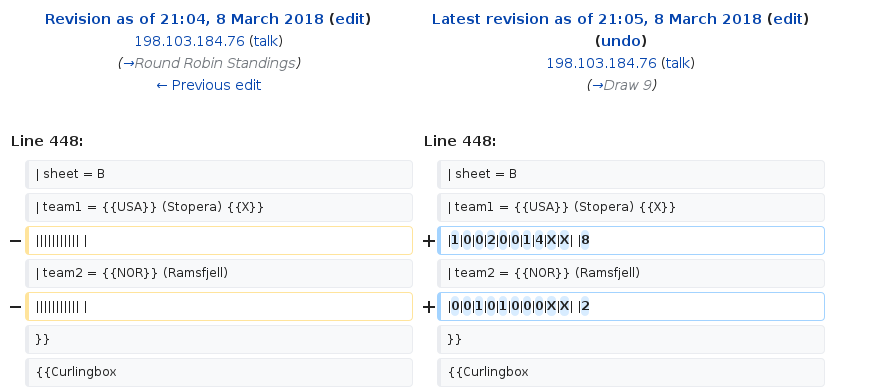 Revision as of 21:04, 8 March 2018 (edit)
198.103.184.76 (talk)
(→Round Robin Standings)
← Previous edit
Latest revision as of 21:05, 8 March 2018 (edit)
(undo)
198.103.184.76 (talk)
(→Draw 9)
Line 448:
Line 448:
| sheet = B
| sheet = B
| team1 = {{USA}} (Stopera) {{X}}
| team1 = {{USA}} (Stopera) {{X}}
− ||||||||||| |
+ |1|0|0|2|0|0|1|4|X|X| |8
| team2 = {{NOR}} (Ramsfjell)
| team2 = {{NOR}} (Ramsfjell)
− ||||||||||| |
+ |0|0|1|0|1|0|0|0|X|X| |2
}}
}}
{{Curlingbox
{{Curlingbox